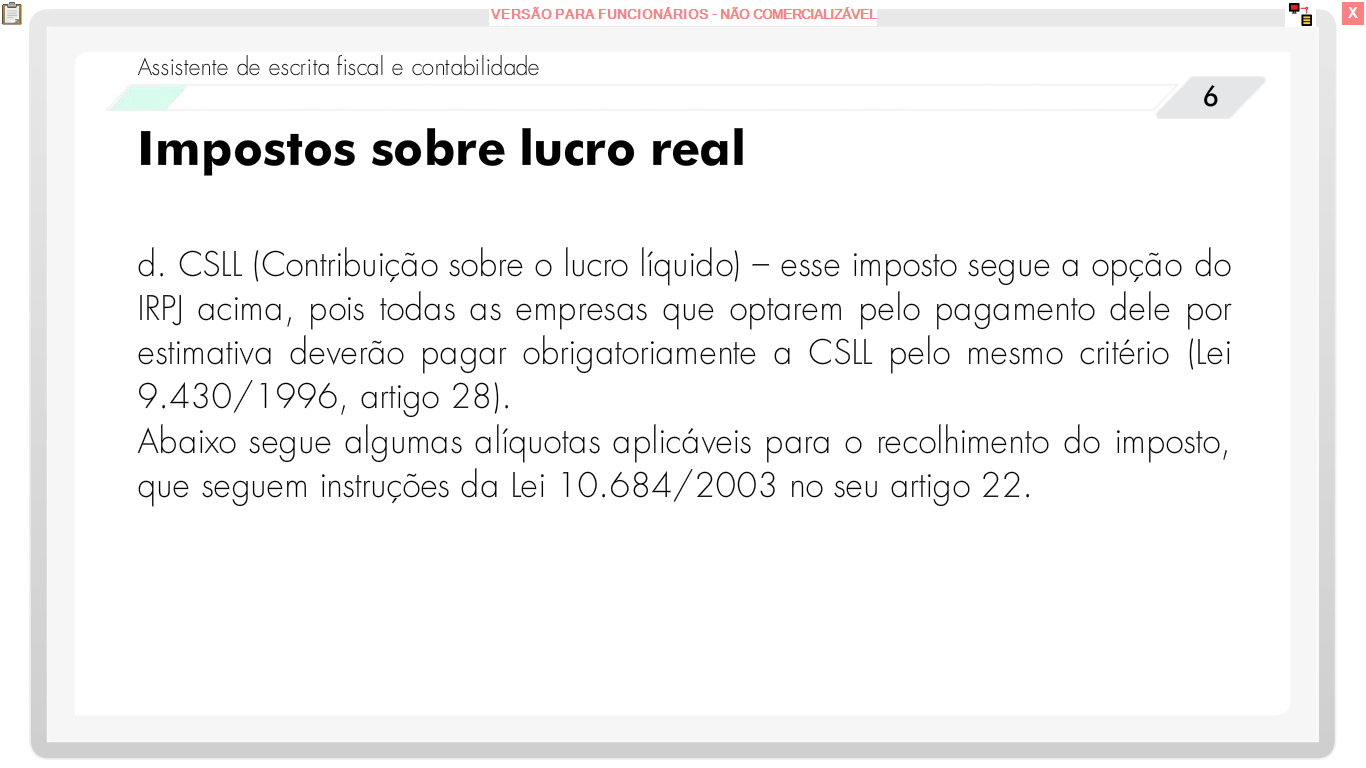 VERSÃO PARA FUNCIONÁRIOS - NÃO COMERCIALIZÁVEL
X
Assistente de escrita fiscal e contabilidade
6
Impostos sobre lucro real
d. CSLL (Contribuição sobre o lucro líquido) – esse imposto segue a opção do
IRPJ acima, pois todas as empresas que optarem pelo pagamento dele por
estimativa deverão pagar obrigatoriamente a CSLL pelo mesmo critério (Lei
9.430/1996, artigo 28).
Abaixo segue algumas alíquotas aplicáveis para o recolhimento do imposto,
que seguem instruções da Lei 10.684/2003 no seu artigo 22.